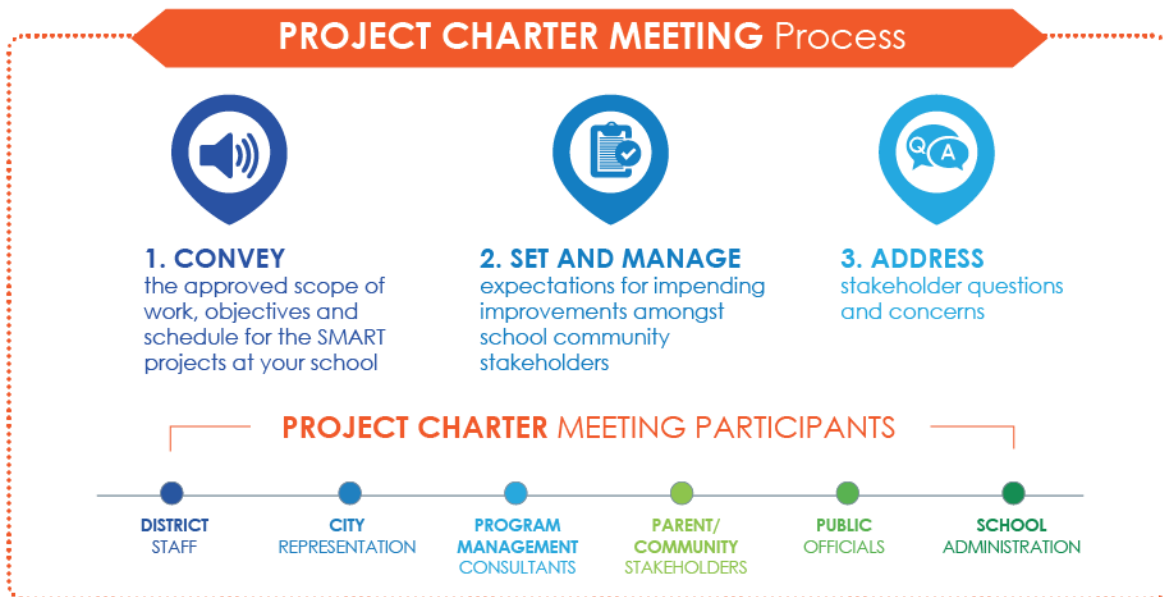 PROJECT CHARTER MEETING Process
Q A
1. CONVEY
the approved scope of
work, objectives and
schedule for the SMART
projects at your school
2. SET AND MANAGE
expectations for impending
improvements amongst
school community
stakeholders
3. ADDRESS
stakeholder questions
and concerns
PROJECT CHARTER MEETING PARTICIPANTS
DISTRICT
STAFF
CITY
REPRESENTATION
PROGRAM
MANAGEMENT
CONSULTANTS
PARENT/
COMMUNITY
STAKEHOLDERS
PUBLIC
OFFICIALS
SCHOOL
ADMINISTRATION